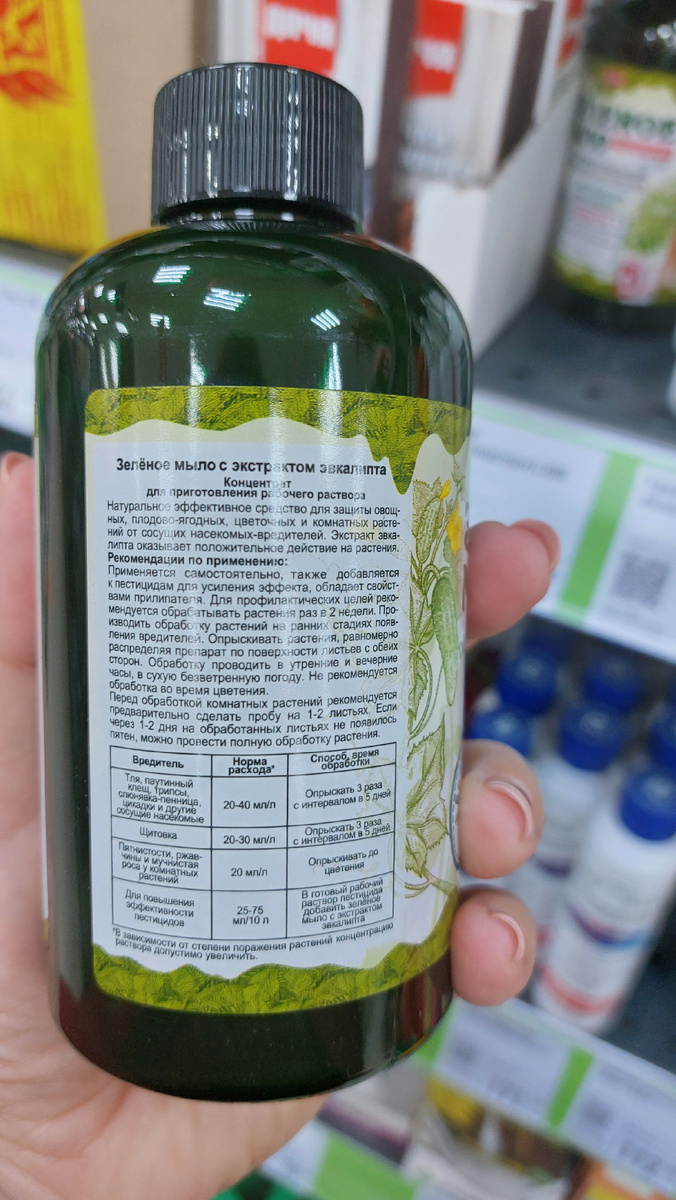 ДАЧА
Зелёное мыло с экстрактом эвкалипта
Концентрат
для приготовления рабочего раствора
Натуральное эффективное средство для защиты овощ-
ных, плодово-ягодных, цветочных и комнатных расте-
ний от сосущих насекомых-вредителей. Экстракт эвка-
липта оказывает положительное действие на растения.
Рекомендации по применению:
Применяется самостоятельно, также добавляется
к пестицидам для усиления эффекта, обладает свойст-
вами прилипателя. Для профилактических целей реко-
мендуется обрабатывать растения раз в 2 недели. Про-
изводить обработку растений на ранних стадиях появ-
ления вредителей. Опрыскивать растения, равномерно
распределяя препарат по поверхности листьев с обеих
сторон. Обработку проводить в утренние и вечерние
часы, в сухую безветренную погоду. Не рекомендуется
обработка во время цветения.
Перед обработкой комнатных растений рекомендуется
предварительно сделать пробу на 1-2 листьях. Если
через 1-2 дня на обработанных листьях не появилось
пятен, можно провести полную обработку растения.
Вредитель
Норма
расхода*
Способ, время
обработки
Тля, паутинный
клещ, трипсы,
слюнявка-пенница,
цикадки и другие
сосущие насекомые
20-40 мл/л
Опрыскать 3 раза
с интервалом в 5 дней
Щитовка
20-30 мл/л
Опрыскать 3 раза
с интервалом в 5 дней
Пятнистости, ржав-
чины и мучнистая
роса у комнатных
растений
20 мл/л
Опрыскивать до
цветения
Для повышения
эффективности
пестицидов
25-75
мл/10 л
В готовый рабочий
раствор пестицида
добавить зелёное
мыло с экстрактом
эвкалипта
*В зависимости от степени поражения растений концентрацию
раствора допустимо увеличить.